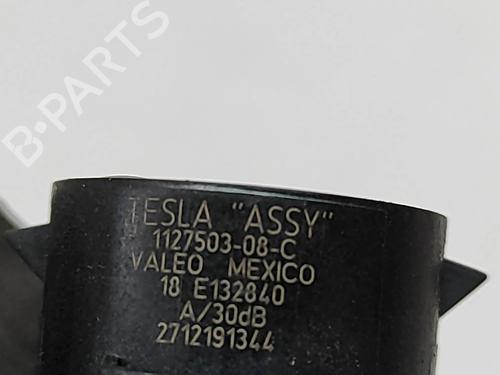 B-PARTS
TESLA "ASSY"
1127503-08-C
VALEO MEXICO
18 E132840
A/30dB
2712191344